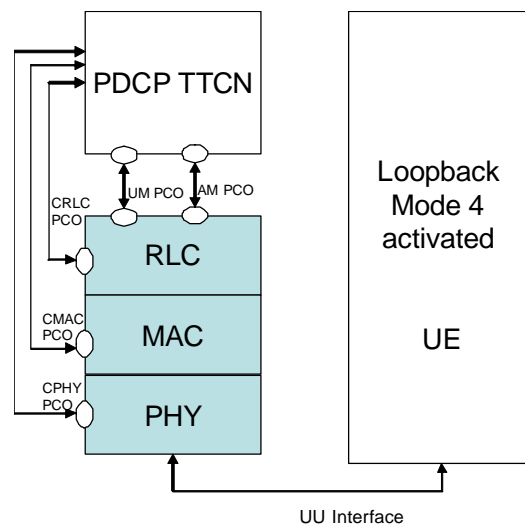 PDCP TTCN
UM PCO
AM PCO
CRLC
PCO
RLC
CMAC
PCO
MAC
CPHY
PCO
PHY
Loopback
Mode 4
activated
UE
UU Interface